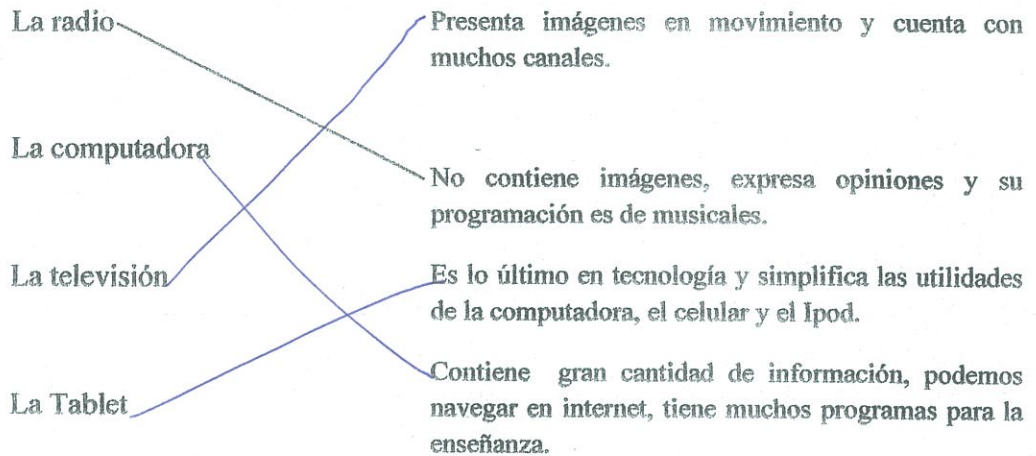 La radio
Presenta imágenes en movimiento y cuenta con
muchos canales.
La computadora
No contiene imágenes, expresa opiniones y su
programación es de musicales.
La televisión
Es lo último en tecnología y simplifica las utilidades
de la computadora, el celular y el Ipod.
La Tablet
Contiene gran cantidad de información, podemos
navegar en internet, tiene muchos programas para la
enseñanza.